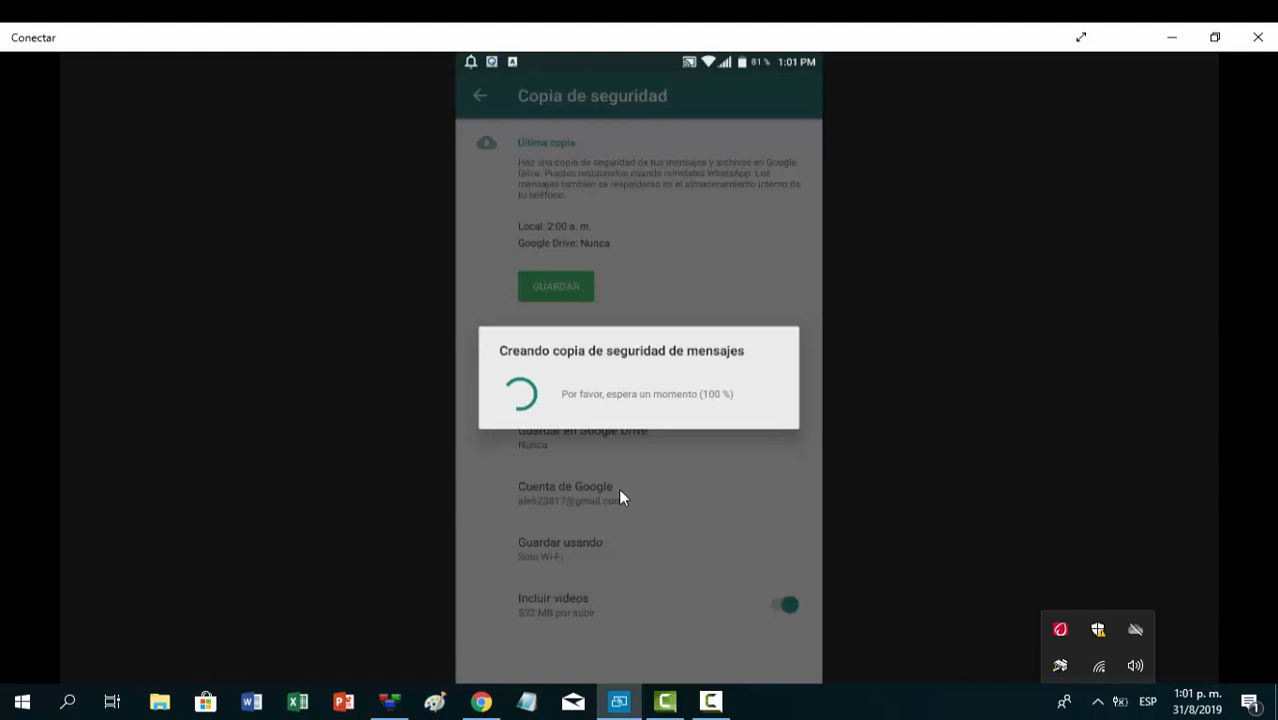 Conectar
81 % 1:01 PM
Copia de seguridad
Última copia
Haz una copia de seguridad de tus mensajes y archivos en Google
Drive. Puedes restaurarlos cuando reinstales WhatsApp. Los
mensajes también se respaldarán en el almacenamiento interno de
tu teléfono.
Local: 2:00 a. m.
Google Drive: Nunca
GUARDAR
Creando copia de seguridad de mensajes
Por favor, espera un momento (100 %)
Guardar en Google Drive
Nunca
Cuenta de Google
ale623817@gmail.com
Guardar usando
Solo Wi-Fi
Incluir videos
532 MB por subir
ESP
1:01 p. m.
31/8/2019